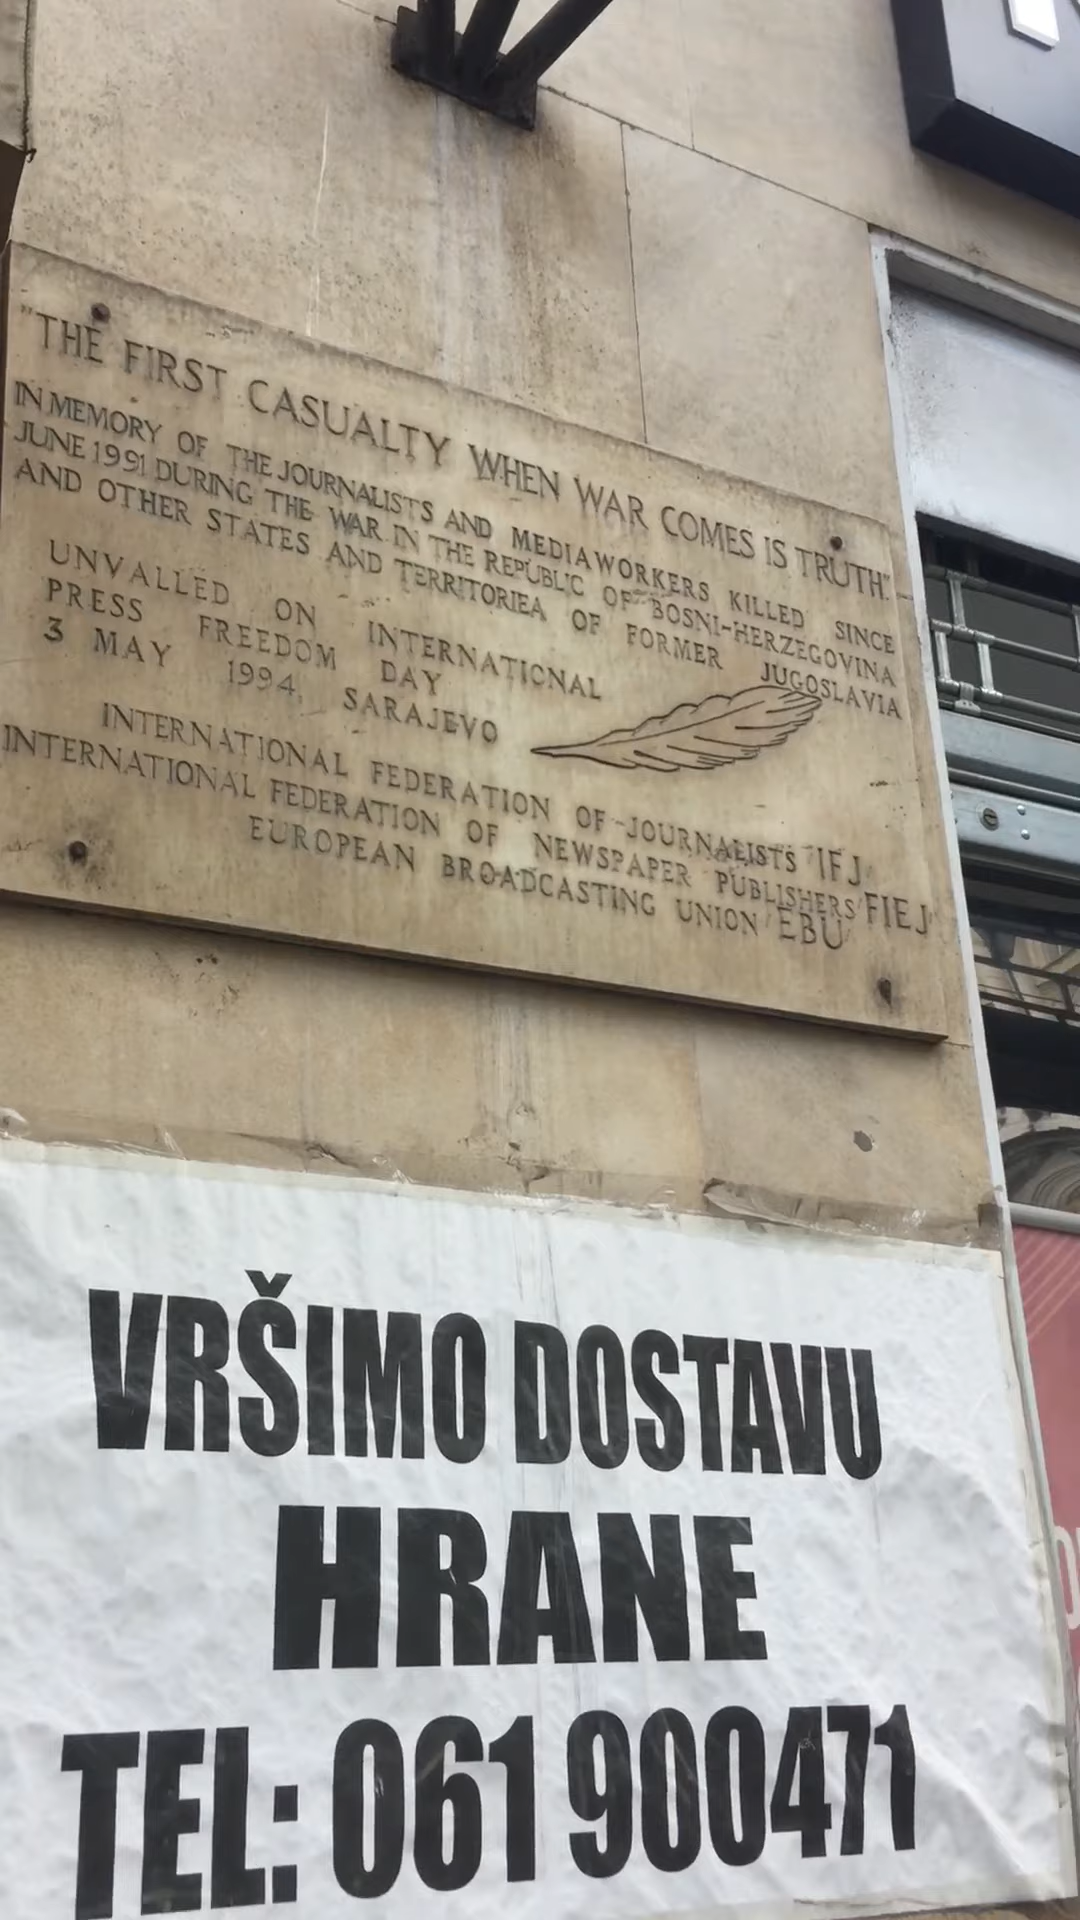 "THE FIRST CASUALTY WHEN WAR COMES IS TRUTH"
IN MEMORY OF THE JOURNALISTS AND MEDIAWORKERS KILLED SINCE
JUNE 1991 DURING THE WAR IN THE REPUBLIC OF BOSNI-HERZEGOVINA
AND OTHER STATES AND TERRITORIEA OF FORMER JUGOSLAVIA
UNVALLED ON INTERNATIONAL
PRESS FREEDOM DAY
3 MAY 1994, SARAJEVO
INTERNATIONAL FEDERATION OF JOURNALISTS "IFJ"
INTERNATIONAL FEDERATION OF NEWSPAPER PUBLISHERS "FIEJ"
EUROPEAN BROADCASTING UNION "EBU"
VRŠIMO DOSTAVU
HRANE
TEL: 061 900471